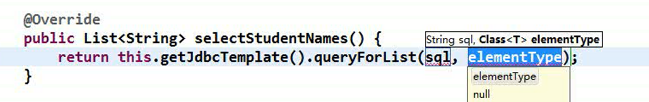 @Override
public List<String> selectStudentNames() {
String sql, Class<T> elementType
return this.getJdbcTemplate().queryForList(sql, elementType);
}
elementType
null